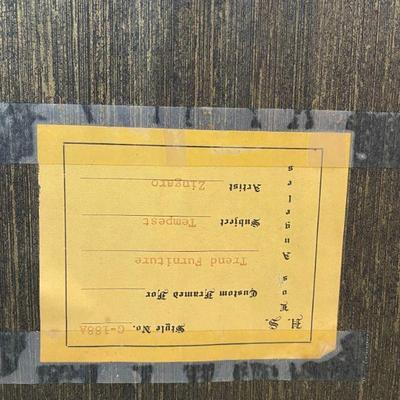 H. S.
Los Angeles
Style No. C-188A
Custom Framed For
Trend Furniture
Subject Tempest
Artist Zingaro